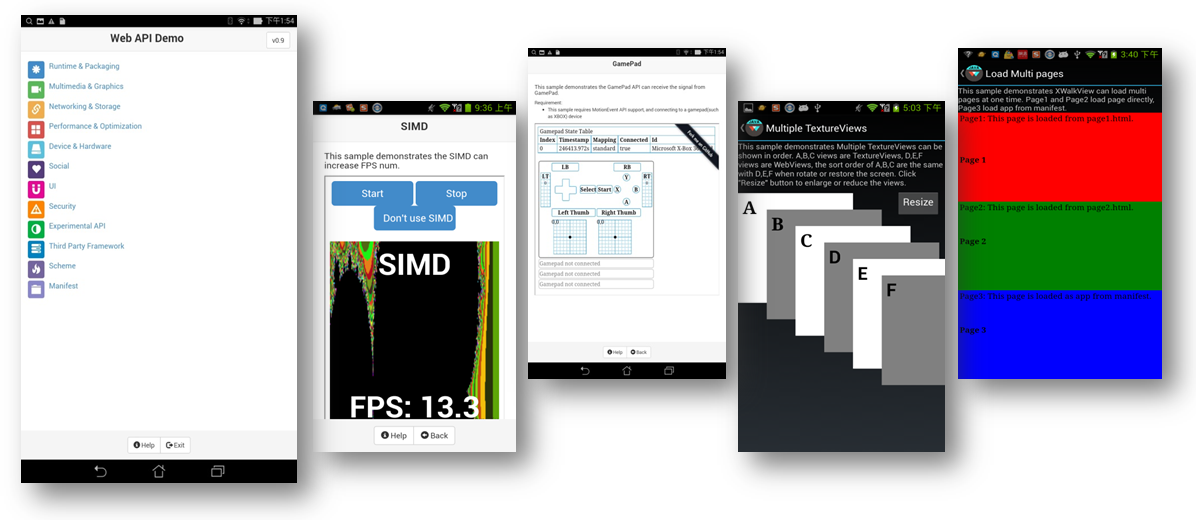 下午1:54
Web API Demo
v0.9
Runtime & Packaging
Multimedia & Graphics
Networking & Storage
Performance & Optimization
Device & Hardware
Social
UI
Security
Experimental API
Third Party Framework
Scheme
Manifest
Help
Exit
9:36 上午
SIMD
This sample demonstrates the SIMD can
increase FPS num.
Start
Stop
Don't use SIMD
SIMD
FPS: 13.3
Help
Back
下午1:54
GamePad
This sample demonstrates the GamePad API can receive the signal from
GamePad.
Requirement:
This sample requires MotionEvent API support, and connecting to a gamepad(such
as XBOX) device
Fork me on GitHub
Gamepad State Table
Index Timestamp Mapping Connected Id
0 246413.972s standard true Microsoft X-Box 36
LB
RB
LT
RT
Y
Select Start X
B
A
Left Thumb
Right Thumb
0,0
0,0
Gamepad not connected
Gamepad not connected
Gamepad not connected
Help
Back
5:03 下午
Multiple TextureViews
This sample demonstrates Multiple TextureViews can be
shown in order. A,B,C views are TextureViews, D,E,F
views are WebViews, the sort order of A,B,C are the same
with D,E,F when rotate or restore the screen. Click
"Resize" button to enlarge or reduce the views.
Resize
A
B
C
D
E
F
3:40 下午
Load Multi pages
This sample demonstrates XWalkView can load multi
pages at one time. Page1 and Page2 load page directly,
Page3 load app from manifest.
Page1: This page is loaded from page1.html.
Page 1
Page2: This page is loaded from page2.html.
Page 2
Page3: This page is loaded as app from manifest.
Page 3